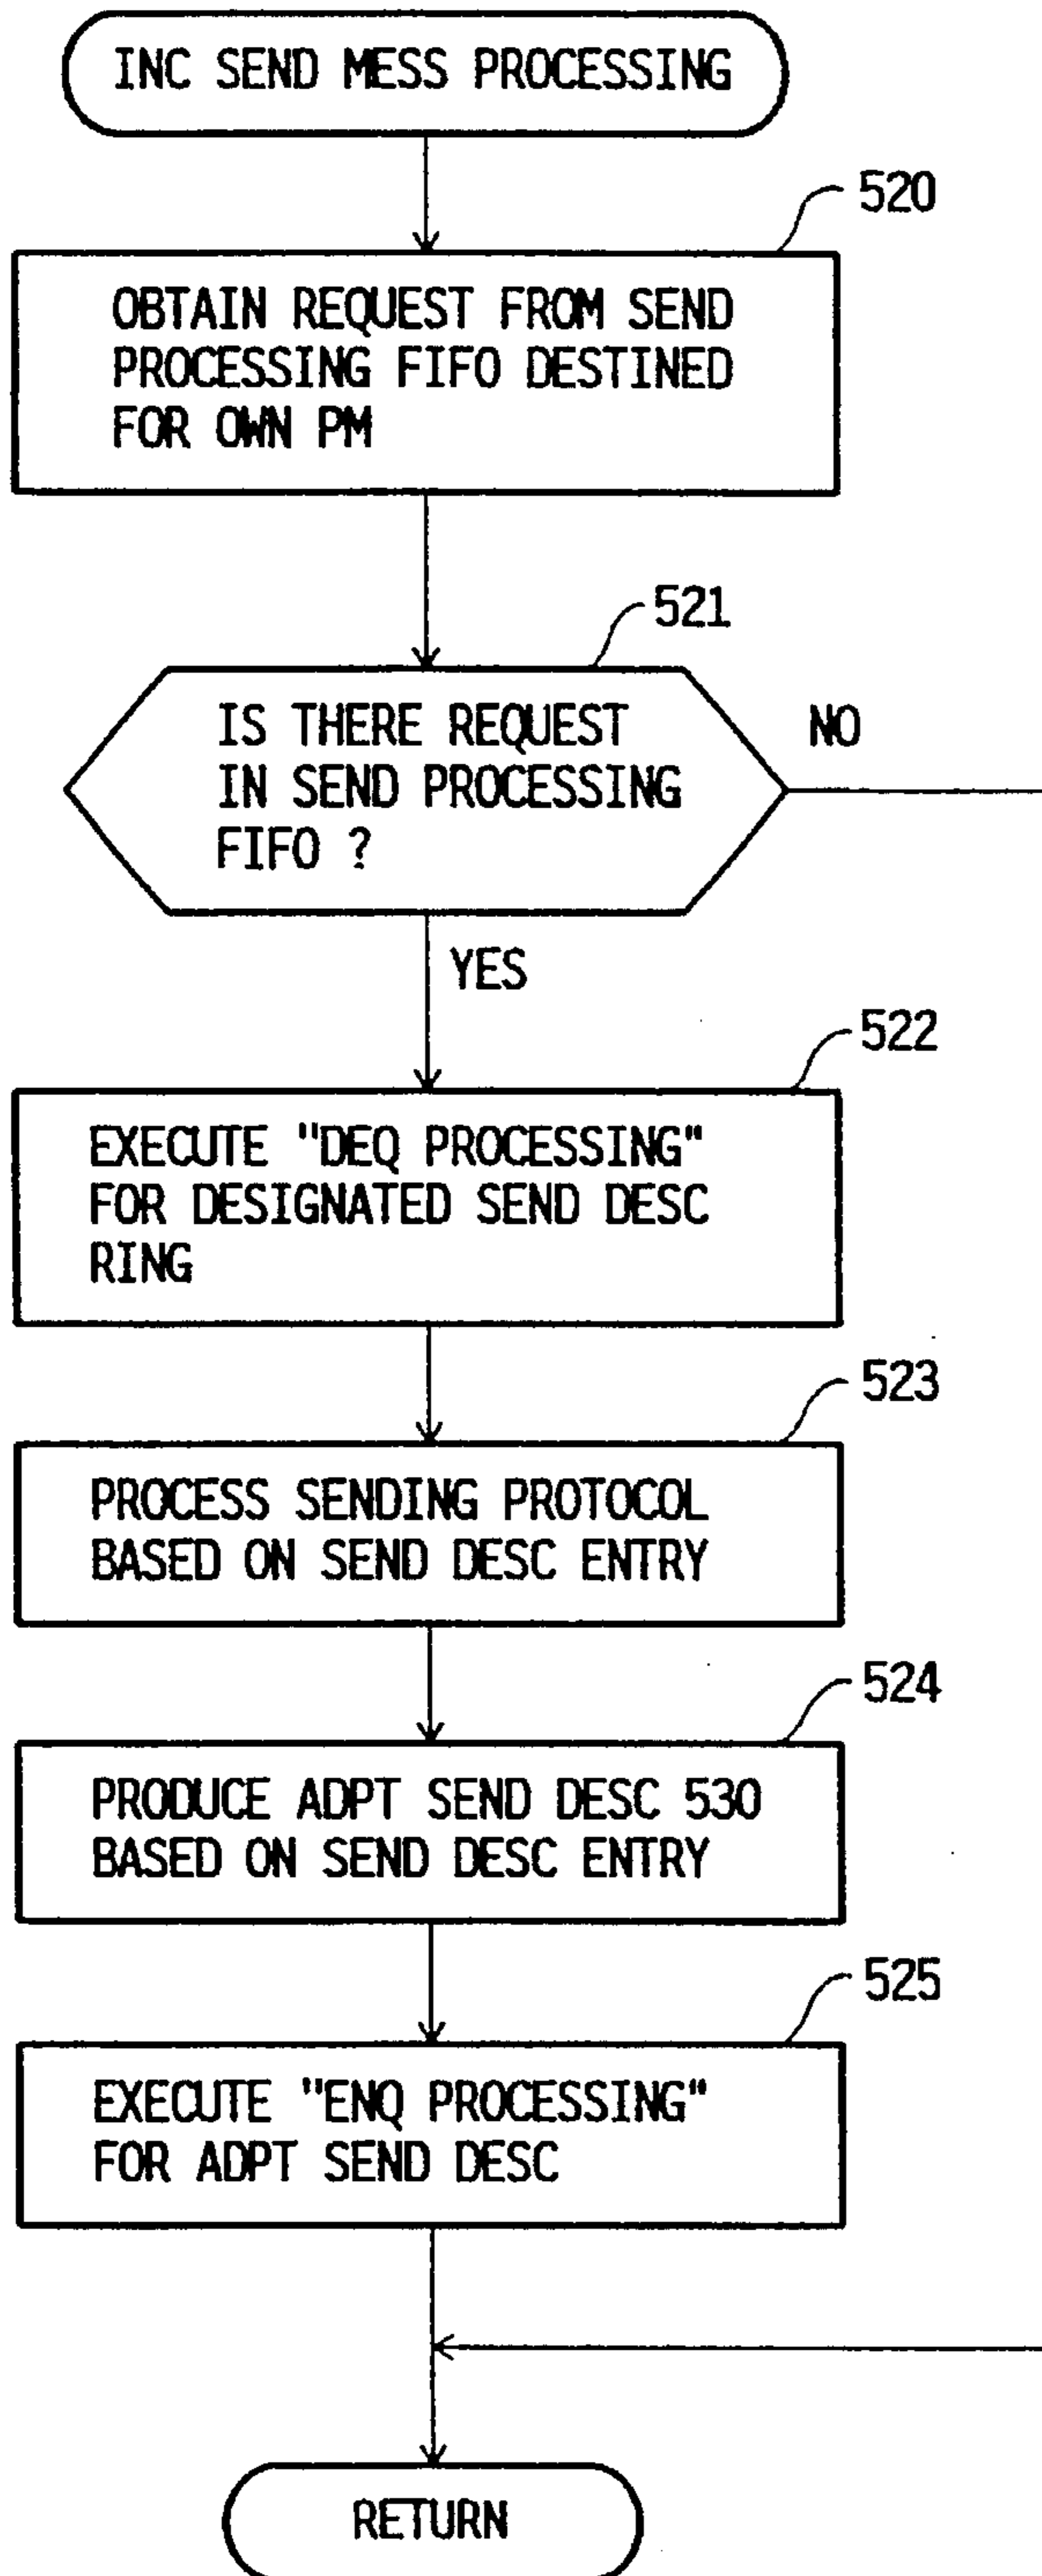 INC SEND MESS PROCESSING
520
OBTAIN REQUEST FROM SEND
PROCESSING FIFO DESTINED
FOR OWN PM
521
IS THERE REQUEST
IN SEND PROCESSING
FIFO ?
NO
YES
522
EXECUTE "DEQ PROCESSING"
FOR DESIGNATED SEND DESC
RING
523
PROCESS SENDING PROTOCOL
BASED ON SEND DESC ENTRY
524
PRODUCE ADPT SEND DESC 530
BASED ON SEND DESC ENTRY
525
EXECUTE "ENQ PROCESSING"
FOR ADPT SEND DESC
RETURN